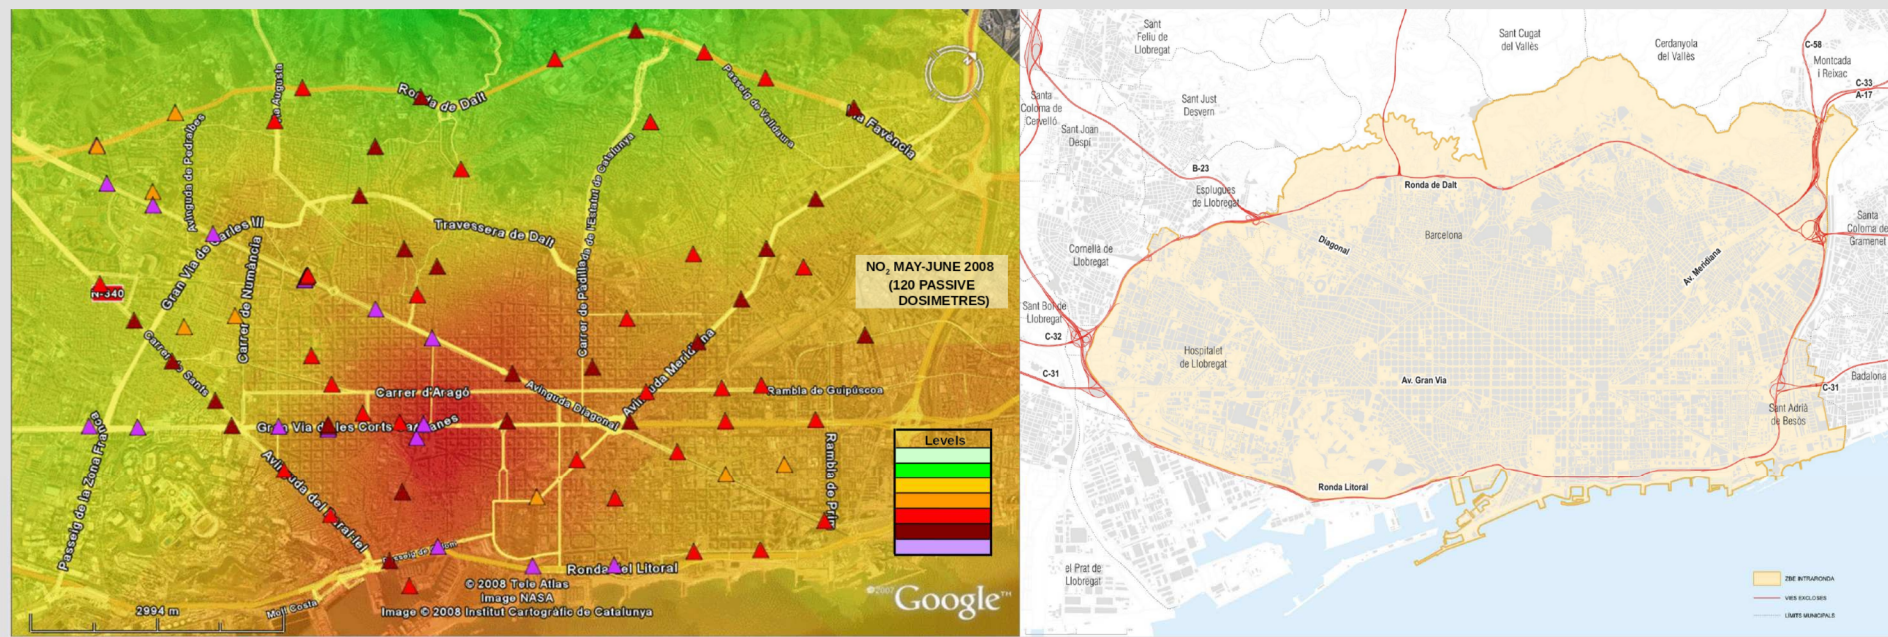 Ronda de Dalt
Via Augusta
Passeig de Valldaura
Via Favència
Avinguda de Pedralbes
Carrer de Padilla
de l'Estatut de Catalunya
Gran Via de Carles III
Travessera de Dalt
Carrer de Numància
N-340
NO2 MAY-JUNE 2008
(120 PASSIVE
DOSIMETRES)
Carrer de Sants
Avinguda Meridiana
Carrer d'Aragó
Avinguda Diagonal
Rambla de Guipúscoa
Gran Via de les Corts Catalanes
Levels
Passeig de la Zona Franca
Avinguda del Paral·lel
Rambla de Prim
Passeig de Colom
Ronda del Litoral
Moll Costa
2994 m
© 2008 Tele Atlas
Image NASA
Image © 2008 Institut Cartogràfic de Catalunya
©2007 Google™
N
Sant
Feliu de
Llobregat
Sant Cugat
del Vallès
Cerdanyola
del Vallès
C-58
Montcada
i Reixac
C-33
A-17
Santa
Coloma de
Cervelló
Sant Just
Desvern
Sant Joan
Despí
B-23
Ronda de Dalt
Esplugues
de Llobregat
Santa
Coloma de
Gramenet
Cornellà de
Llobregat
Diagonal
Barcelona
Av. Meridiana
Sant Boi de
Llobregat
C-32
Hospitalet
de Llobregat
C-31
Av. Gran Via
C-31
Badalona
Sant Adrià
de Besòs
Ronda Litoral
el Prat de
Llobregat
ZBE INTRARONDA
VIES EXCLOSES
LÍMITS MUNICIPALS